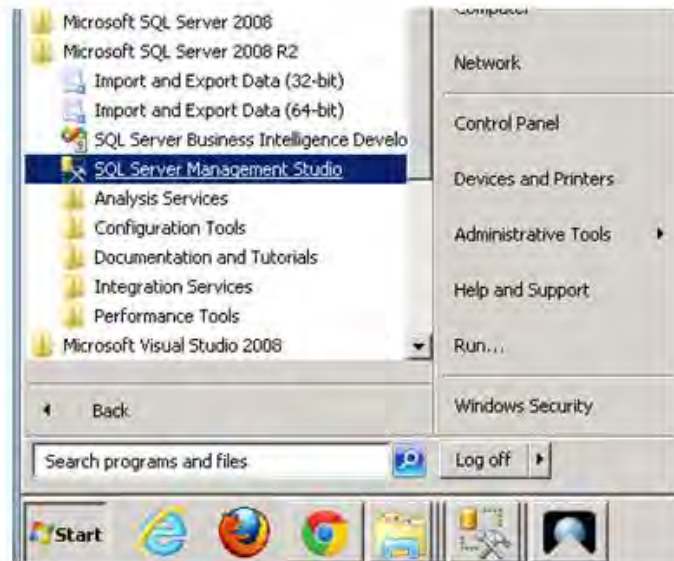 Microsoft SQL Server 2008
Microsoft SQL Server 2008 R2
Import and Export Data (32-bit)
Import and Export Data (64-bit)
SQL Server Business Intelligence Develo
SQL Server Management Studio
Analysis Services
Configuration Tools
Documentation and Tutorials
Integration Services
Performance Tools
Microsoft Visual Studio 2008
Back
Search programs and files
Computer
Network
Control Panel
Devices and Printers
Administrative Tools
Help and Support
Run...
Windows Security
Log off
Start